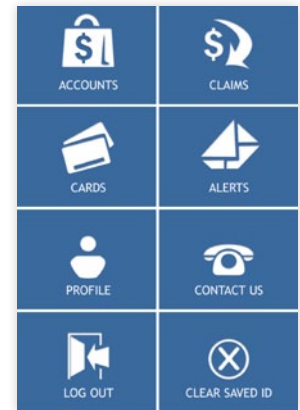 $
$
ACCOUNTS
CLAIMS
CARDS
ALERTS
PROFILE
CONTACT US
LOG OUT
CLEAR SAVED ID